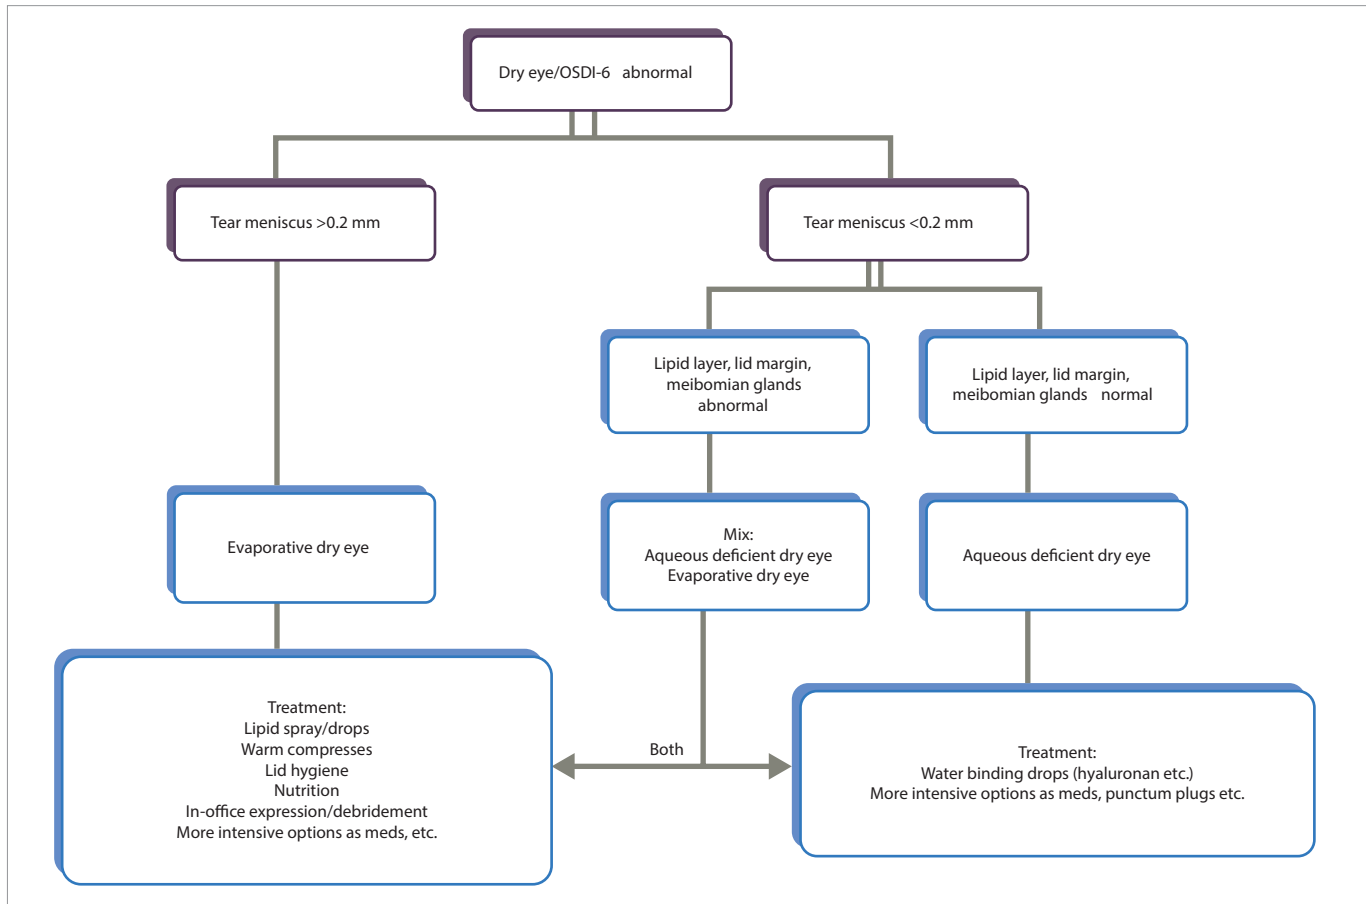 Dry eye/OSDI-6 abnormal
Tear meniscus >0.2 mm
Tear meniscus <0.2 mm
Lipid layer, lid margin,
meibomian glands
abnormal
Lipid layer, lid margin,
meibomian glands normal
Evaporative dry eye
Mix:
Aqueous deficient dry eye
Evaporative dry eye
Aqueous deficient dry eye
Treatment:
Lipid spray/drops
Warm compresses
Lid hygiene
Nutrition
In-office expression/debridement
More intensive options as meds, etc.
Both
Treatment:
Water binding drops (hyaluronan etc.)
More intensive options as meds, punctum plugs etc.